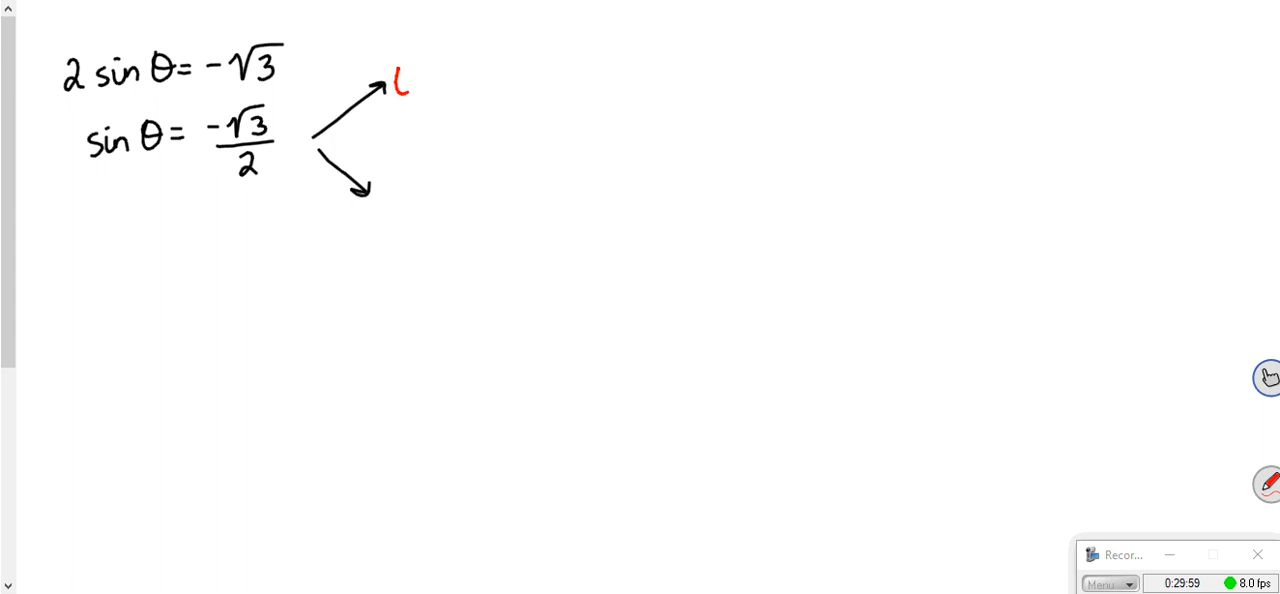 2 sin θ = -√3
sin θ = -√3/2
Recor...
Menu...
0:29:59
8.0 fps